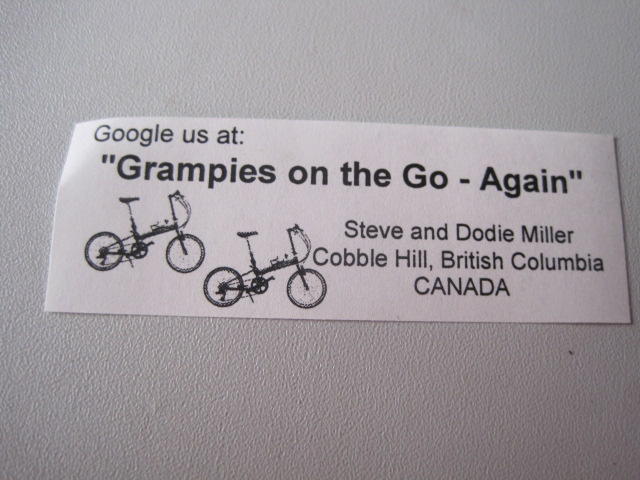 Google us at:
"Grampies on the Go - Again"
Steve and Dodie Miller
Cobble Hill, British Columbia
CANADA